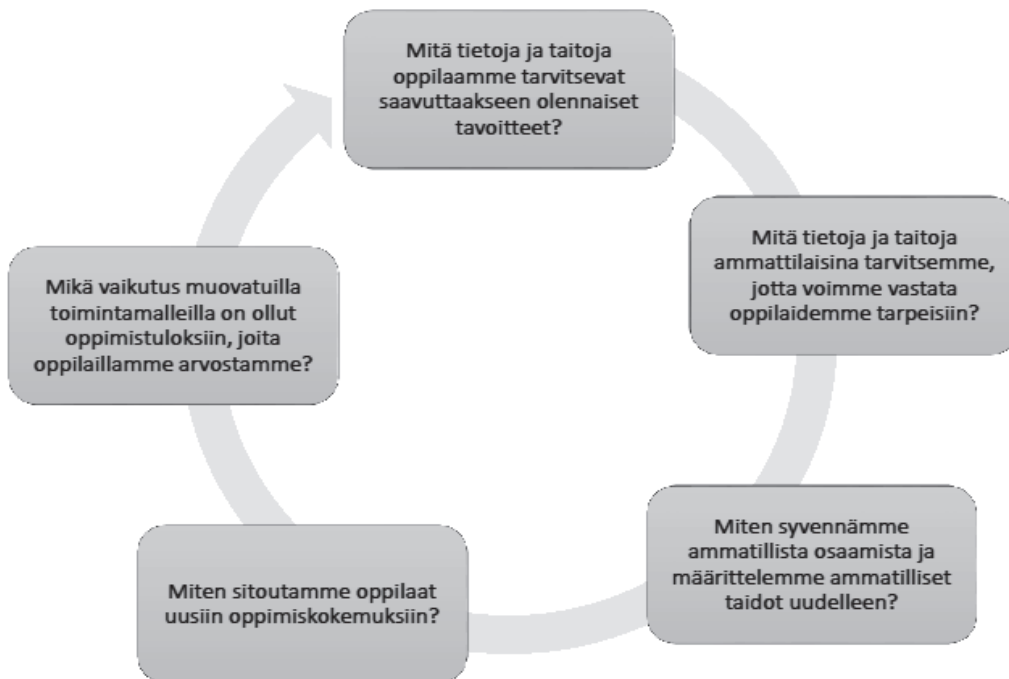 Mitä tietoja ja taitoja
oppilaamme tarvitsevat
saavuttaakseen olennaiset
tavoitteet?
Mitä tietoja ja taitoja
ammattilaisina tarvitsemme,
jotta voimme vastata
oppilaidemme tarpeisiin?
Miten syvennämme
ammatillista osaamista ja
määrittelemme ammatilliset
taidot uudelleen?
Miten sitoutamme oppilaat
uusiin oppimiskokemuksiin?
Mikä vaikutus muovatuilla
toimintamalleilla on ollut
oppimistuloksiin, joita
oppilaillamme arvostamme?